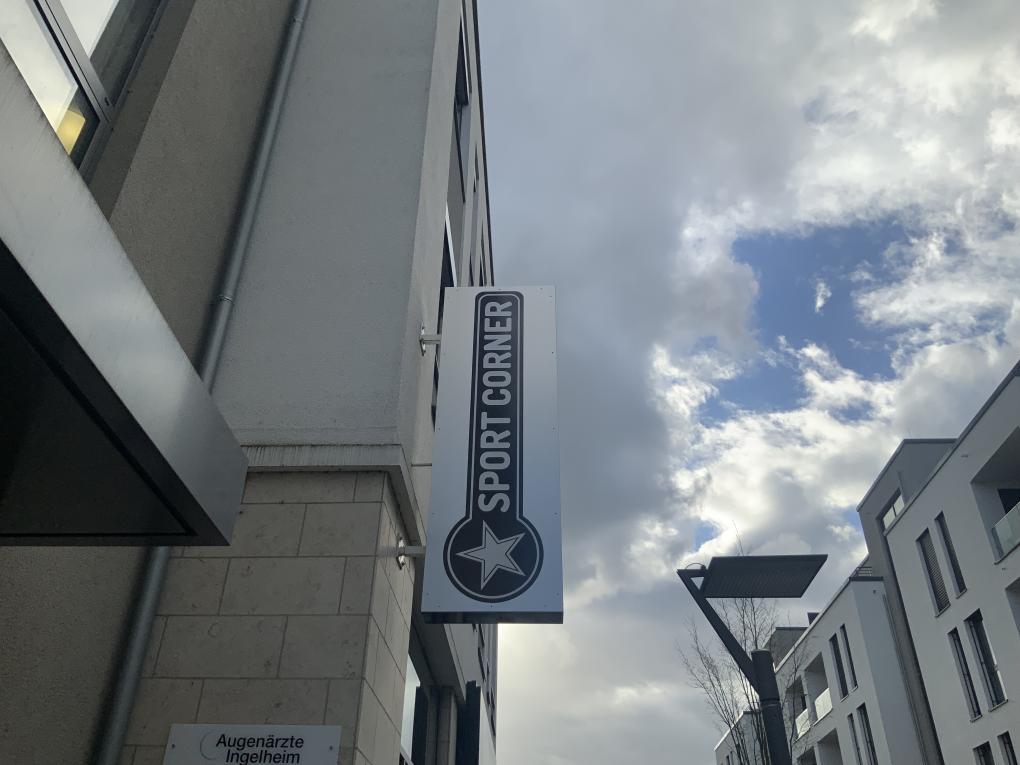 SPORT CORNER
Augenärzte
Ingelheim